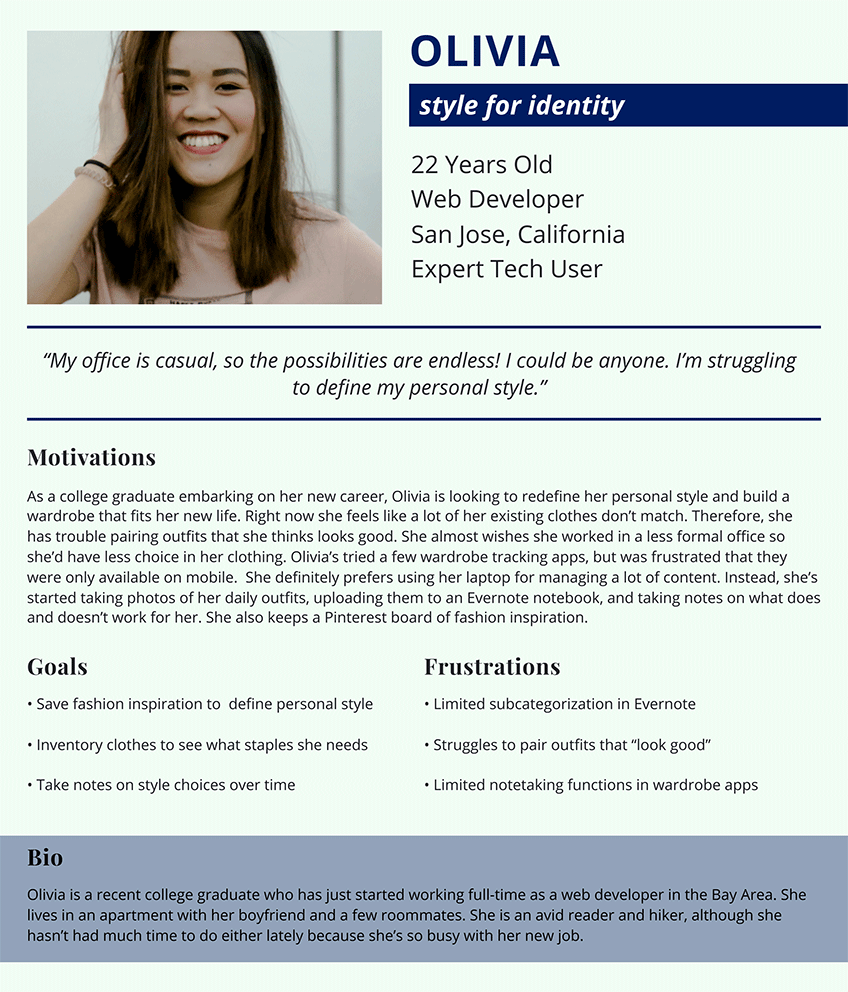 OLIVIA
style for identity
22 Years Old
Web Developer
San Jose, California
Expert Tech User
“My office is casual, so the possibilities are endless! I could be anyone. I’m struggling
to define my personal style.”
Motivations
As a college graduate embarking on her new career, Olivia is looking to redefine her personal style and build a
wardrobe that fits her new life. Right now she feels like a lot of her existing clothes don’t match. Therefore, she
has trouble pairing outfits that she thinks looks good. She almost wishes she worked in a less formal office so
she’d have less choice in her clothing. Olivia’s tried a few wardrobe tracking apps, but was frustrated that they
were only available on mobile.  She definitely prefers using her laptop for managing a lot of content. Instead, she’s
started taking photos of her daily outfits, uploading them to an Evernote notebook, and taking notes on what does
and doesn’t work for her. She also keeps a Pinterest board of fashion inspiration.
Goals
• Save fashion inspiration to  define personal style
• Inventory clothes to see what staples she needs
• Take notes on style choices over time
Frustrations
• Limited subcategorization in Evernote
• Struggles to pair outfits that “look good”
• Limited notetaking functions in wardrobe apps
Bio
Olivia is a recent college graduate who has just started working full-time as a web developer in the Bay Area. She
lives in an apartment with her boyfriend and a few roommates. She is an avid reader and hiker, although she
hasn’t had much time to do either lately because she’s so busy with her new job.